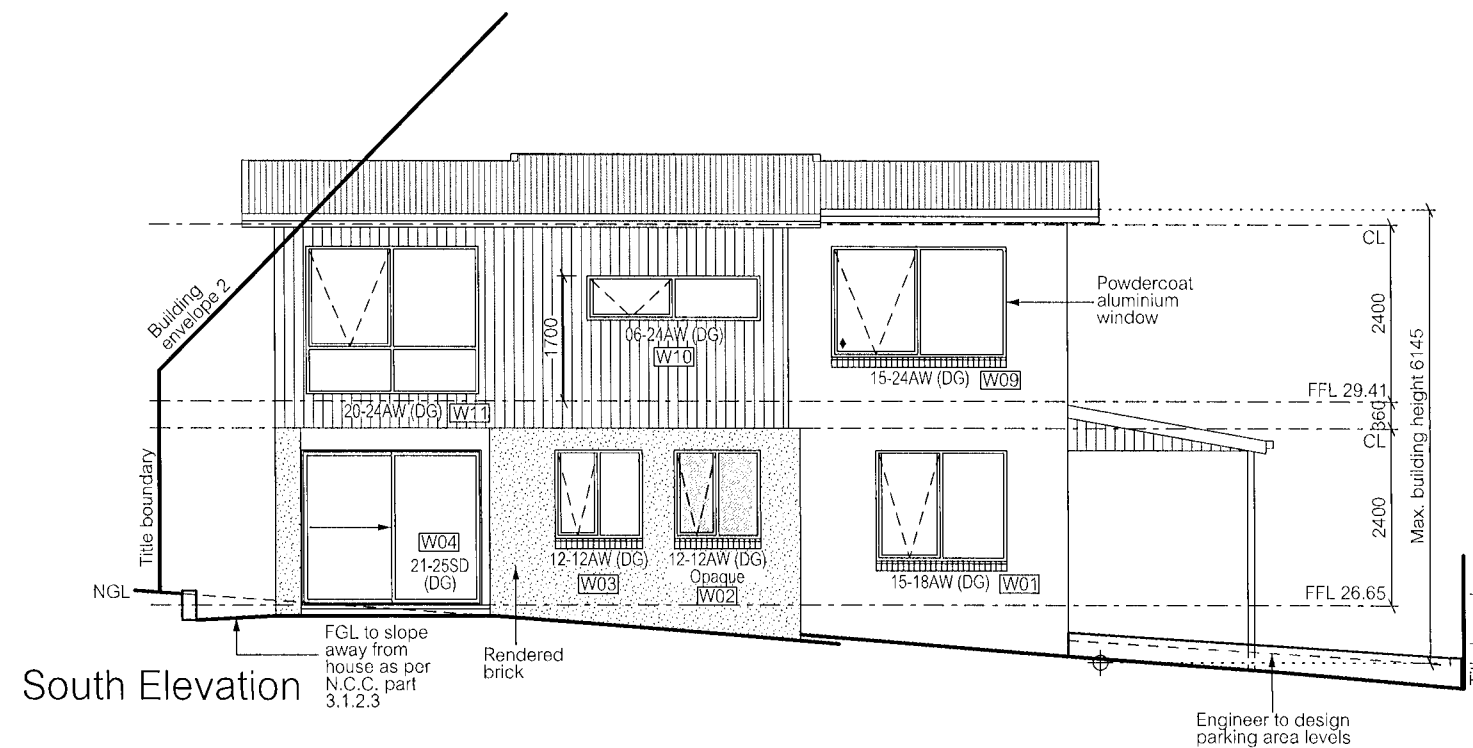 Building
envelope 2
CL
Powdercoat
aluminium
window
2400
1700
06-24AW (DG)
W10
15-24AW (DG) W09
20-24AW (DG) W11
FFL 29.41
360
CL
Max. building height 6145
Title boundary
2400
W04
21-25SD
(DG)
12-12AW (DG)
W03
12-12AW (DG)
Opaque
W02
15-18AW (DG) W01
NGL
FFL 26.65
FGL to slope
away from
house as per
N.C.C. part
3.1.2.3
Rendered
brick
South Elevation
Engineer to design
parking area levels